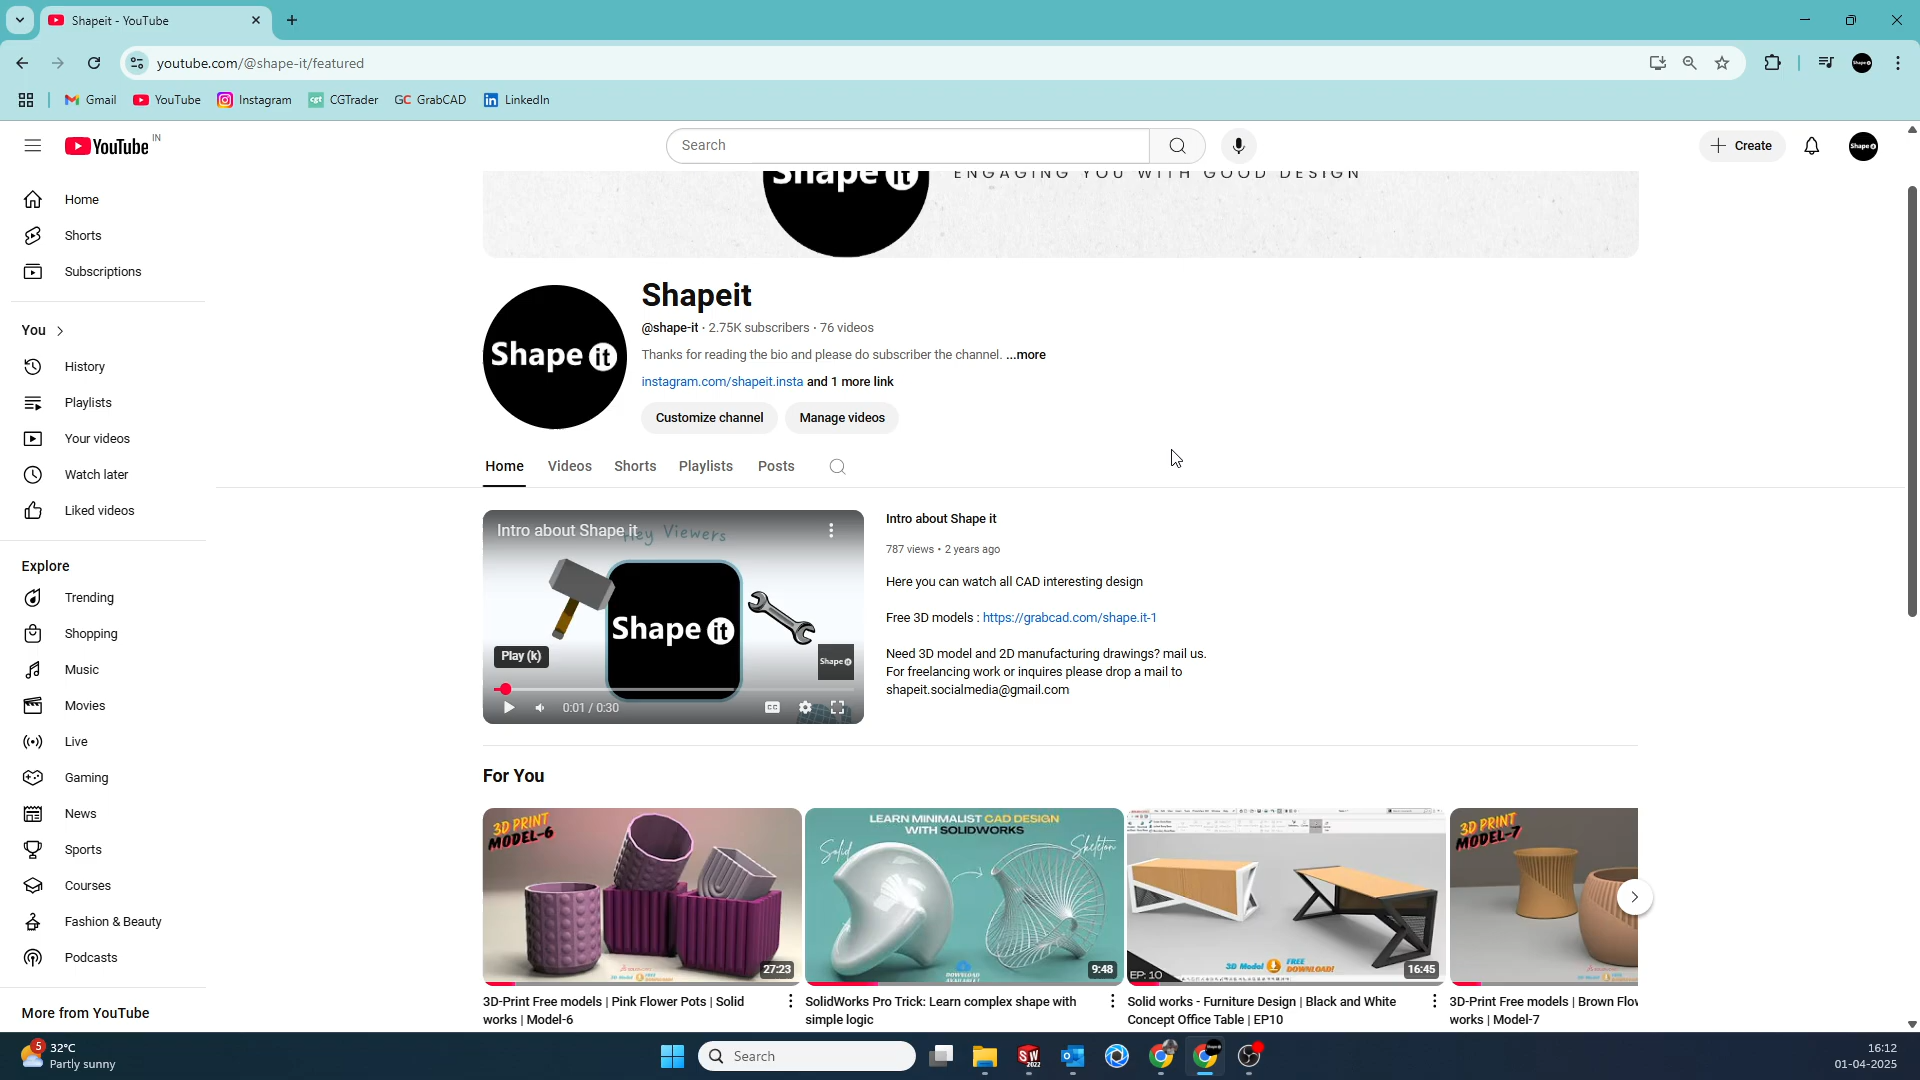 Shapeit - YouTube
youtube.com/@shape-it/featured
Gmail
YouTube
Instagram
CGTrader
GrabCAD
LinkedIn
YouTube IN
Search
Create
Shape it
ENGAGING YOU WITH GOOD DESIGN
Home
Shorts
Subscriptions
You
History
Playlists
Your videos
Watch later
Liked videos
Explore
Trending
Shopping
Music
Movies
Live
Gaming
News
Sports
Courses
Fashion & Beauty
Podcasts
More from YouTube
Shape it
Shapeit
@shape-it · 2.75K subscribers · 76 videos
Thanks for reading the bio and please do subscriber the channel. ...more
instagram.com/shapeit.insta and 1 more link
Customize channel
Manage videos
Home
Videos
Shorts
Playlists
Posts
Intro about Shape it
Hey Viewers
Shape it
Play (k)
Shape it
0:01 / 0:30
Intro about Shape it
787 views • 2 years ago
Here you can watch all CAD interesting design
Free 3D models : https://grabcad.com/shape.it-1
Need 3D model and 2D manufacturing drawings? mail us.
For freelancing work or inquires please drop a mail to
shapeit.socialmedia@gmail.com
For You
3D PRINT
MODEL-6
27:23
3D-Print Free models | Pink Flower Pots | Solid
works | Model-6
LEARN MINIMALIST CAD DESIGN
WITH SOLIDWORKS
Solid
Skeleton
DOWNLOAD
9:48
SolidWorks Pro Trick: Learn complex shape with
simple logic
EP: 10
3D Model FREE
DOWNLOAD!
16:45
Solid works - Furniture Design | Black and White
Concept Office Table | EP10
3D PRINT
MODEL-7
3D-Print Free models | Brown Flow
works | Model-7
5
32°C
Partly sunny
Search
SW
2022
16:12
01-04-2025